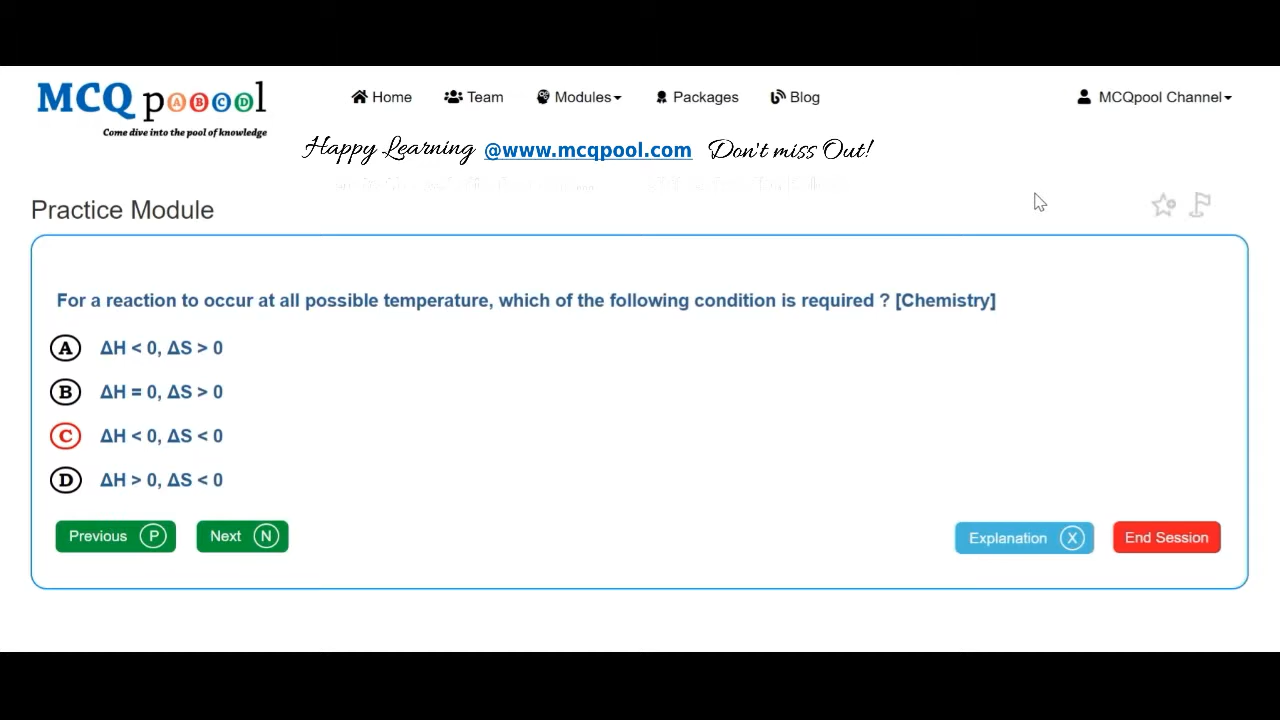 MCQ pABCDl
Come dive into the pool of knowledge
Home Team Modules Packages Blog MCQpool Channel
Happy Learning @www.mcqpool.com Don't miss Out!
Practice Module
For a reaction to occur at all possible temperature, which of the following condition is required ? [Chemistry]
A ΔH < 0, ΔS > 0
B ΔH = 0, ΔS > 0
C ΔH < 0, ΔS < 0
D ΔH > 0, ΔS < 0
Previous P Next N Explanation X End Session